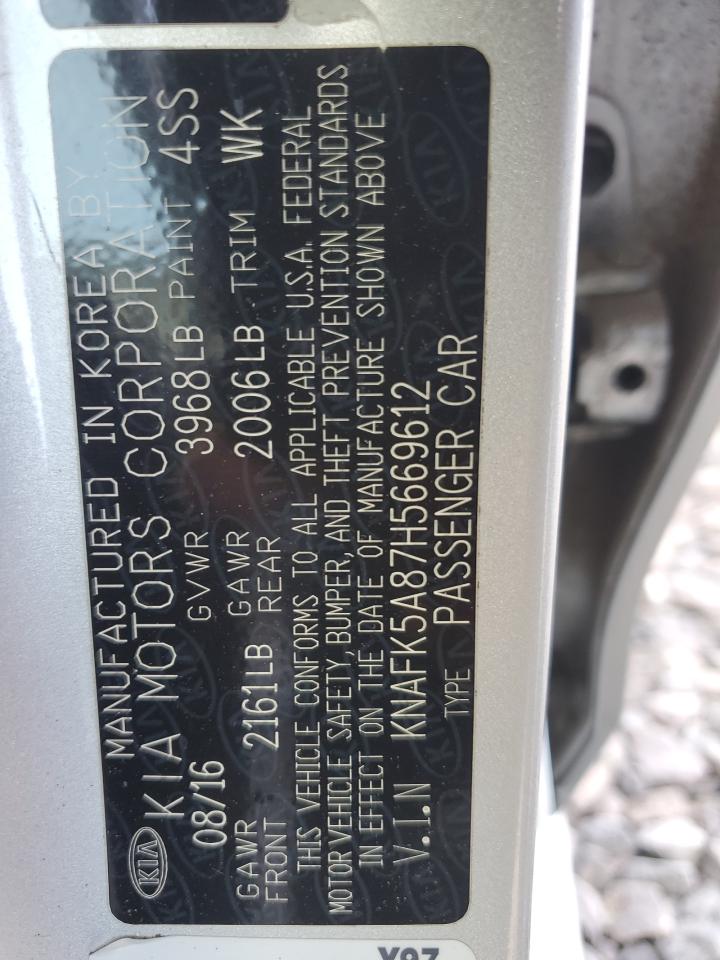 MANUFACTURED IN KOREA BY
KIA KIA MOTORS CORPORATION
08/16 GVWR 3968LB PAINT 4SS
GAWR FRONT 2161LB GAWR REAR 2006LB TRIM WK
THIS VEHICLE CONFORMS TO ALL APPLICABLE U.S.A. FEDERAL
MOTOR VEHICLE SAFETY, BUMPER, AND THEFT PREVENTION STANDARDS
IN EFFECT ON THE DATE OF MANUFACTURE SHOWN ABOVE
V.I.N KNAFK5A87H5669612
TYPE PASSENGER CAR